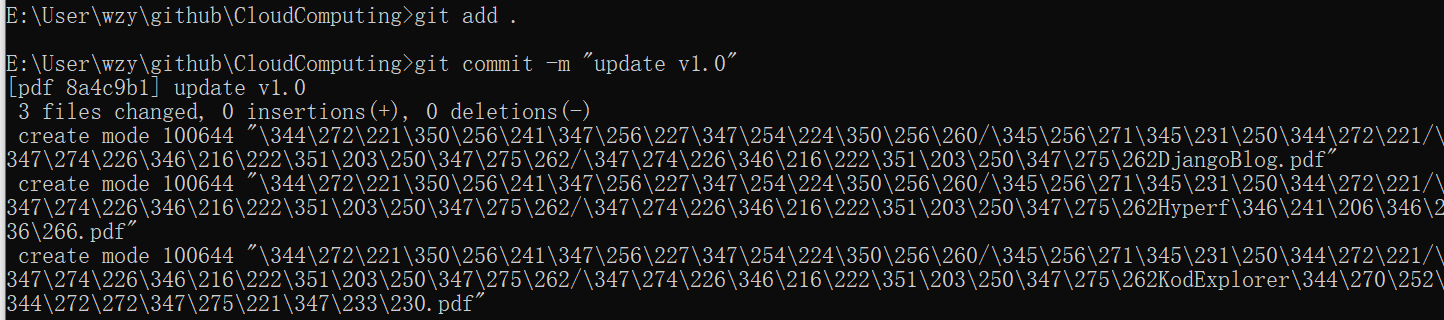 E:\User\wzy\github\CloudComputing>git add .
E:\User\wzy\github\CloudComputing>git commit -m "update v1.0"
[pdf 8a4c9b1] update v1.0
 3 files changed, 0 insertions(+), 0 deletions(-)
 create mode 100644 "\344\272\221\350\256\241\347\256\227\347\254\224\350\256\260/\345\256\271\345\231\250\344\272\221/\
347\274\226\346\216\222\351\203\250\347\275\262/\347\274\226\346\216\222\351\203\250\347\275\262DjangoBlog.pdf"
 create mode 100644 "\344\272\221\350\256\241\347\256\227\347\254\224\350\256\260/\345\256\271\345\231\250\344\272\221/\
347\274\226\346\216\222\351\203\250\347\275\262/\347\274\226\346\216\222\351\203\250\347\275\262Hyperf\346\241\206\346\2
36\266.pdf"
 create mode 100644 "\344\272\221\350\256\241\347\256\227\347\254\224\350\256\260/\345\256\271\345\231\250\344\272\221/\
347\274\226\346\216\222\351\203\250\347\275\262/\347\274\226\346\216\222\351\203\250\347\275\262KodExplorer\344\270\252\
344\272\272\347\275\221\347\233\230.pdf"